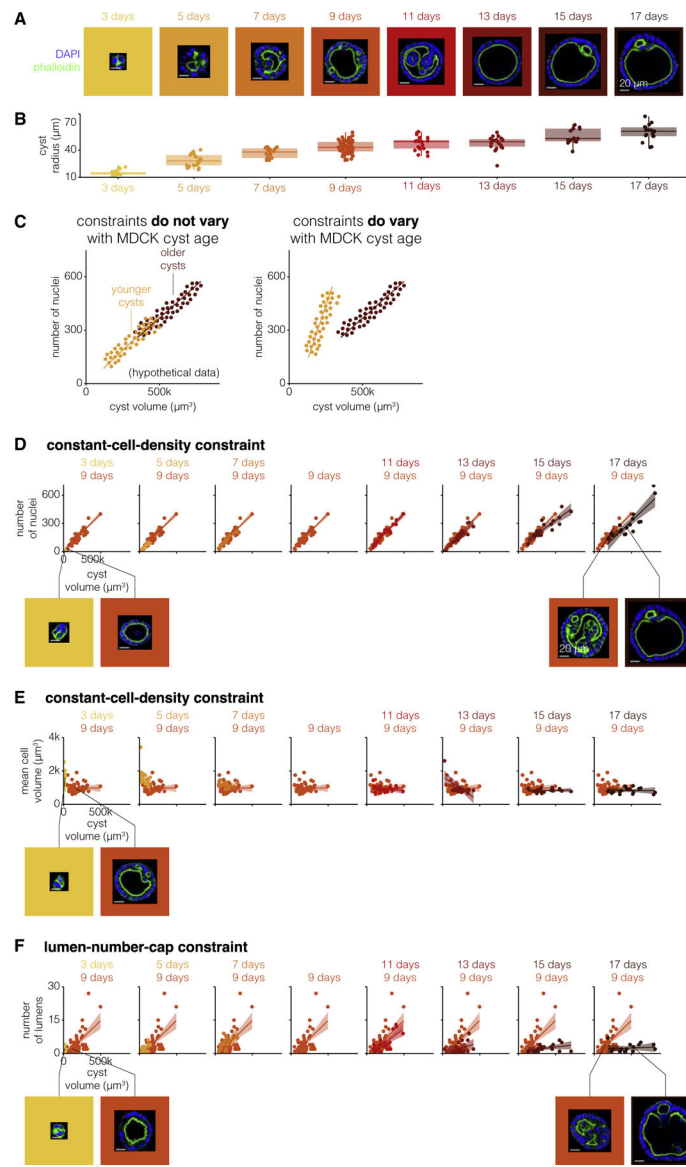 A
3 days 5 days 7 days 9 days 11 days 13 days 15 days 17 days
DAPI
phalloidin
20 µm
B
cyst
radius (µm)
70
40
10
3 days 5 days 7 days 9 days 11 days 13 days 15 days 17 days
C
constraints do not vary
with MDCK cyst age
constraints do vary
with MDCK cyst age
older
cysts
younger
cysts
number of nuclei
600
300
0
(hypothetical data)
500k
cyst volume (µm³)
number of nuclei
600
300
0
500k
cyst volume (µm³)
D constant-cell-density constraint
3 days 5 days 7 days 11 days 13 days 15 days 17 days
9 days 9 days 9 days 9 days 9 days 9 days 9 days 9 days
number
of nuclei
600
300
0
0 500k
cyst
volume (µm³)
20 µm
E constant-cell-density constraint
3 days 5 days 7 days 11 days 13 days 15 days 17 days
9 days 9 days 9 days 9 days 9 days 9 days 9 days 9 days
mean cell
volume (µm³)
4k
2k
0
0 500k
cyst
volume (µm³)
F lumen-number-cap constraint
3 days 5 days 7 days 11 days 13 days 15 days 17 days
9 days 9 days 9 days 9 days 9 days 9 days 9 days 9 days
number
of lumens
30
15
0
0 500k
cyst
volume (µm³)